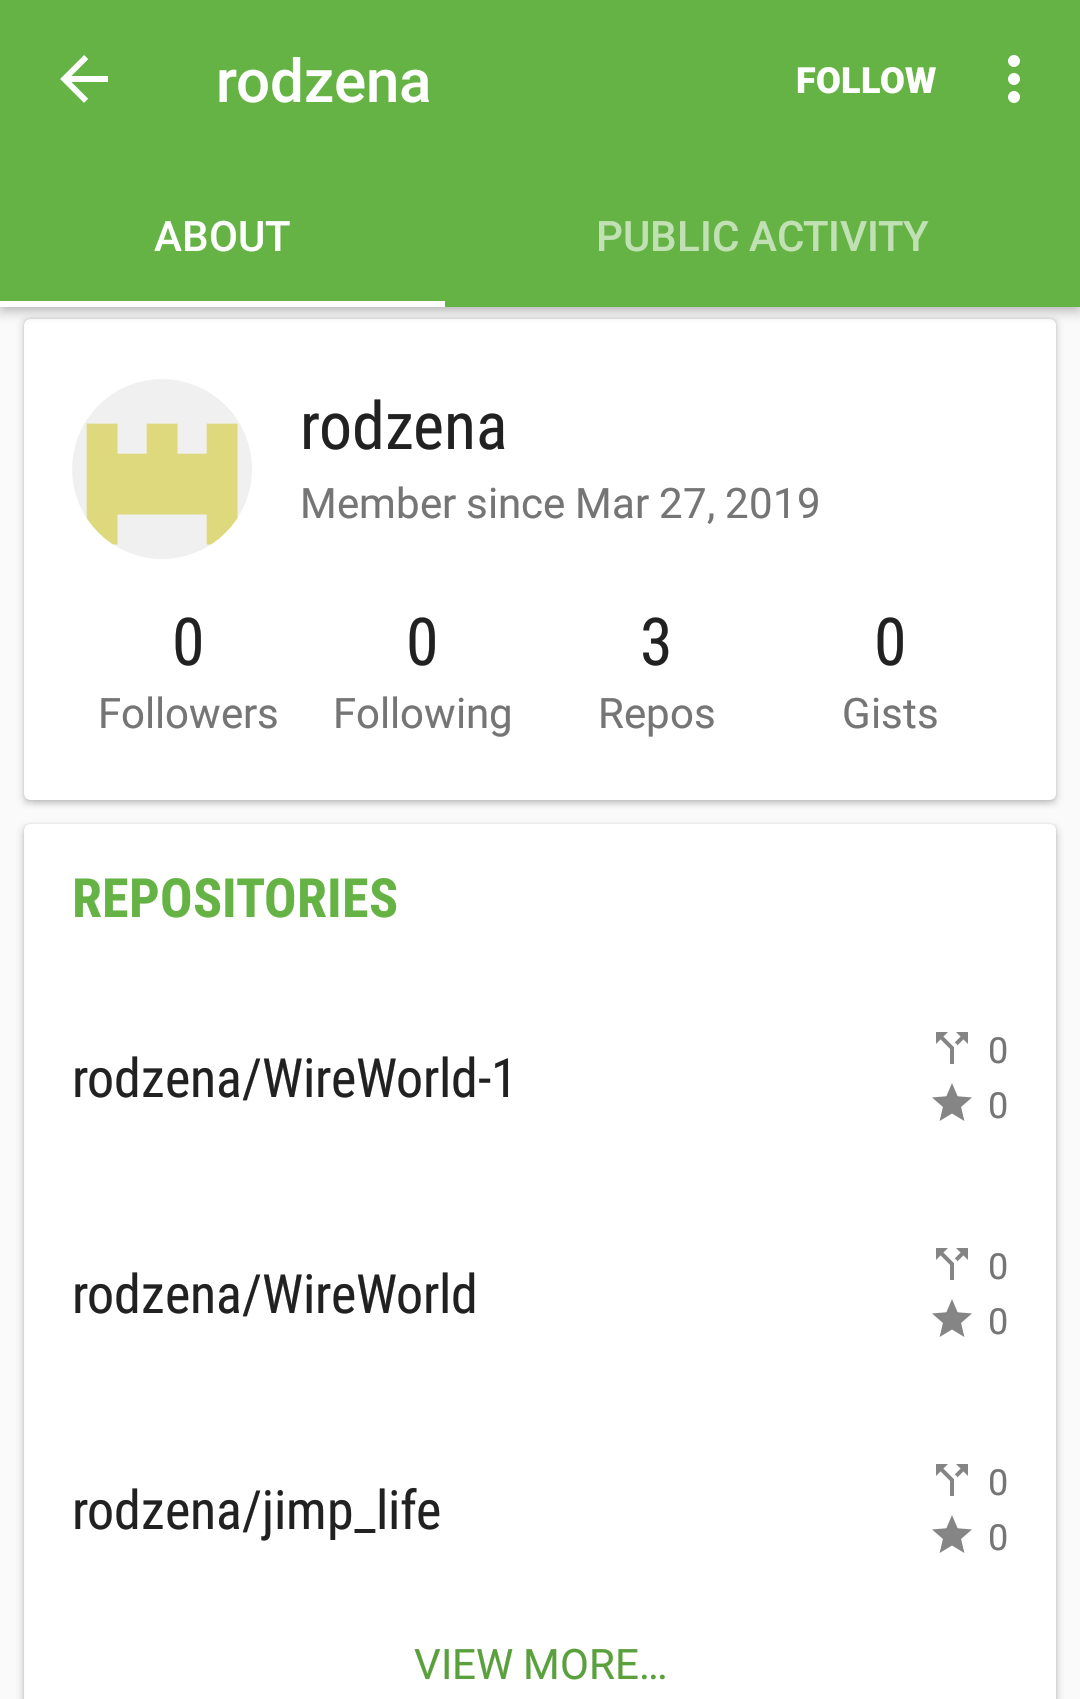 rodzena FOLLOW
ABOUT PUBLIC ACTIVITY
rodzena
Member since Mar 27, 2019
0 0 3 0
Followers Following Repos Gists
REPOSITORIES
rodzena/WireWorld-1
0
0
rodzena/WireWorld
0
0
rodzena/jimp_life
0
0
VIEW MORE...